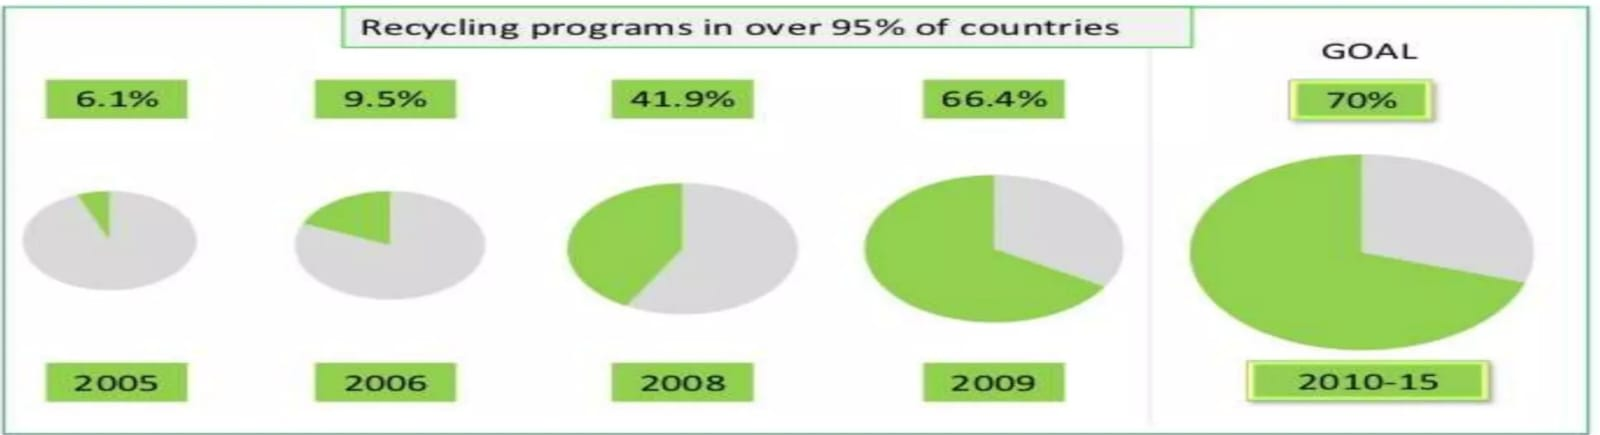 Recycling programs in over 95% of countries
GOAL
6.1% 9.5% 41.9% 66.4% 70%
2005 2006 2008 2009 2010-15